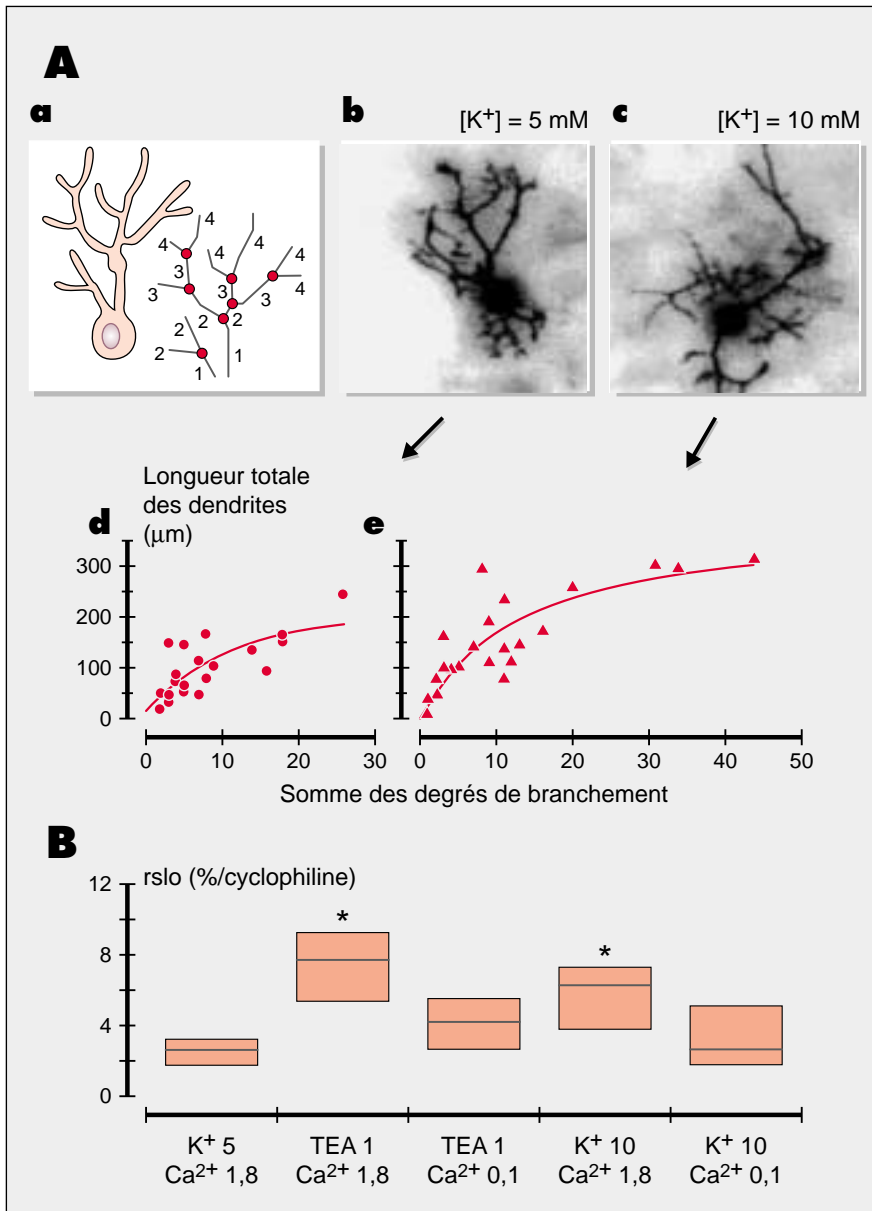 A
a
b
[K+] = 5 mM
c
[K+] = 10 mM
4
4
4
4
4
3
3
3
3
4
2
2
2
2
1
1
Longueur totale
des dendrites
(µm)
d
e
300
200
100
0
0
10
20
30
0
10
20
30
40
50
Somme des degrés de branchement
B
rslo (%/cyclophiline)
12
8
4
0
*
*
K+ 5
Ca2+ 1,8
TEA 1
Ca2+ 1,8
TEA 1
Ca2+ 0,1
K+ 10
Ca2+ 1,8
K+ 10
Ca2+ 0,1